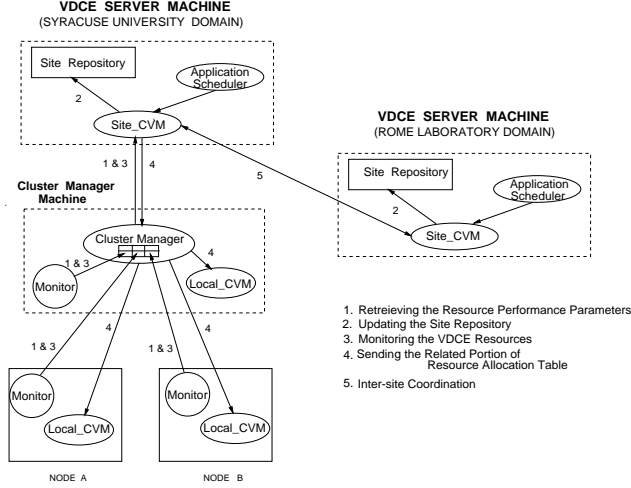 VDCE SERVER MACHINE
(SYRACUSE UNIVERSITY DOMAIN)
Site Repository
Application
Scheduler
2
Site_CVM
1 & 3
4
5
VDCE SERVER MACHINE
(ROME LABORATORY DOMAIN)
Site Repository
Application
Scheduler
2
Site_CVM
Cluster Manager
Machine
Cluster Manager
1 & 3
4
Monitor
Local_CVM
1 & 3
4
1 & 3
4
Monitor
Local_CVM
Monitor
Local_CVM
NODE A
NODE B
1. Retreieving the Resource Performance Parameters
2. Updating the Site Repository
3. Monitoring the VDCE Resources
4. Sending the Related Portion of
Resource Allocation Table
5. Inter-site Coordination